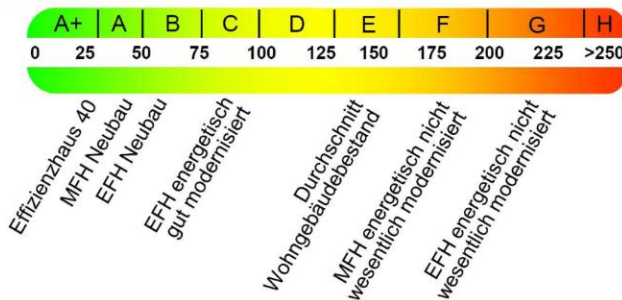 A+ A B C D E F G H
0 25 50 75 100 125 150 175 200 225 >250
Effizienzhaus 40
MFH Neubau
EFH Neubau
EFH energetisch
gut modernisiert
Durchschnitt
Wohngebäudebestand
MFH energetisch nicht
wesentlich modernisiert
EFH energetisch nicht
wesentlich modernisiert